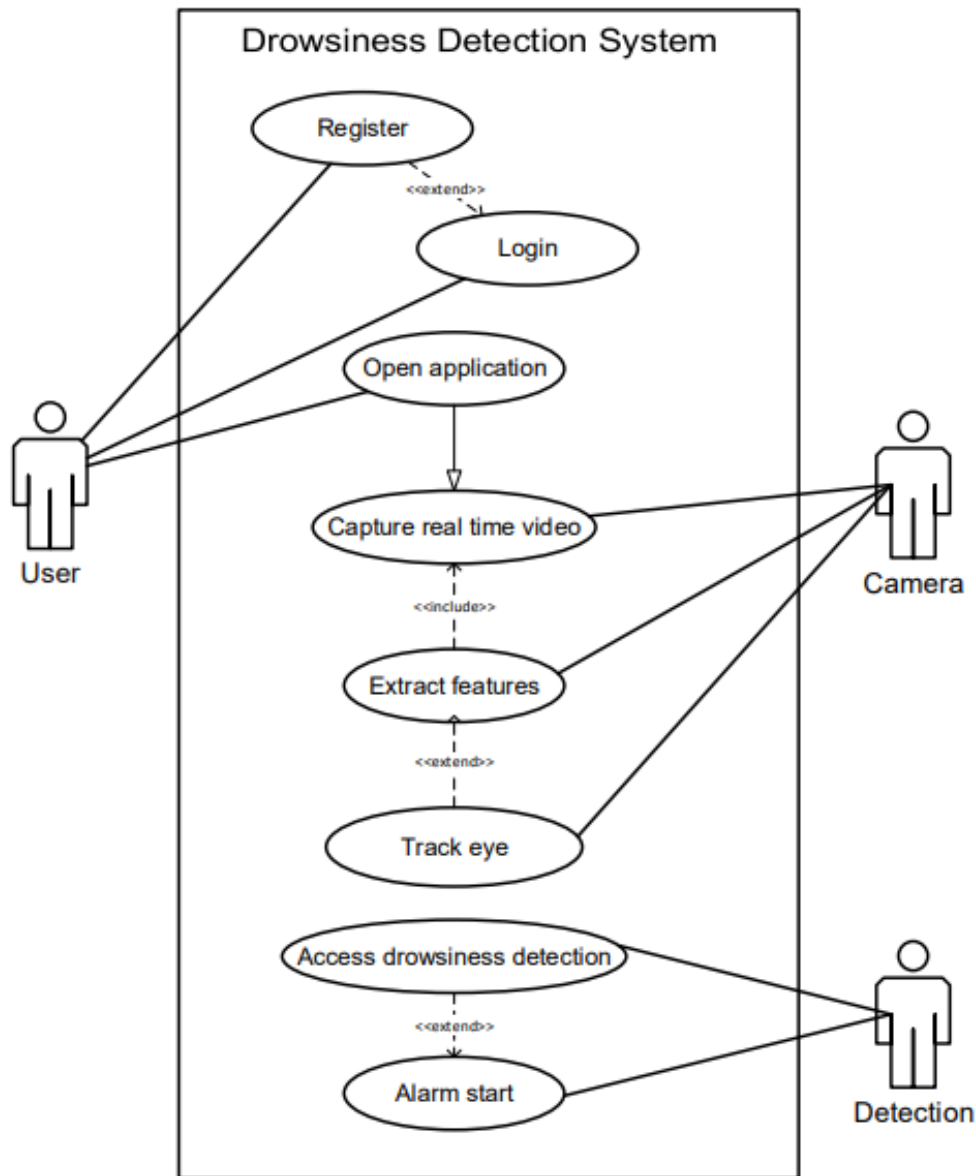 Drowsiness Detection System
Register
<<extend>>
Login
Open application
Capture real time video
User
Camera
<<include>>
Extract features
<<extend>>
Track eye
Access drowsiness detection
<<extend>>
Alarm start
Detection